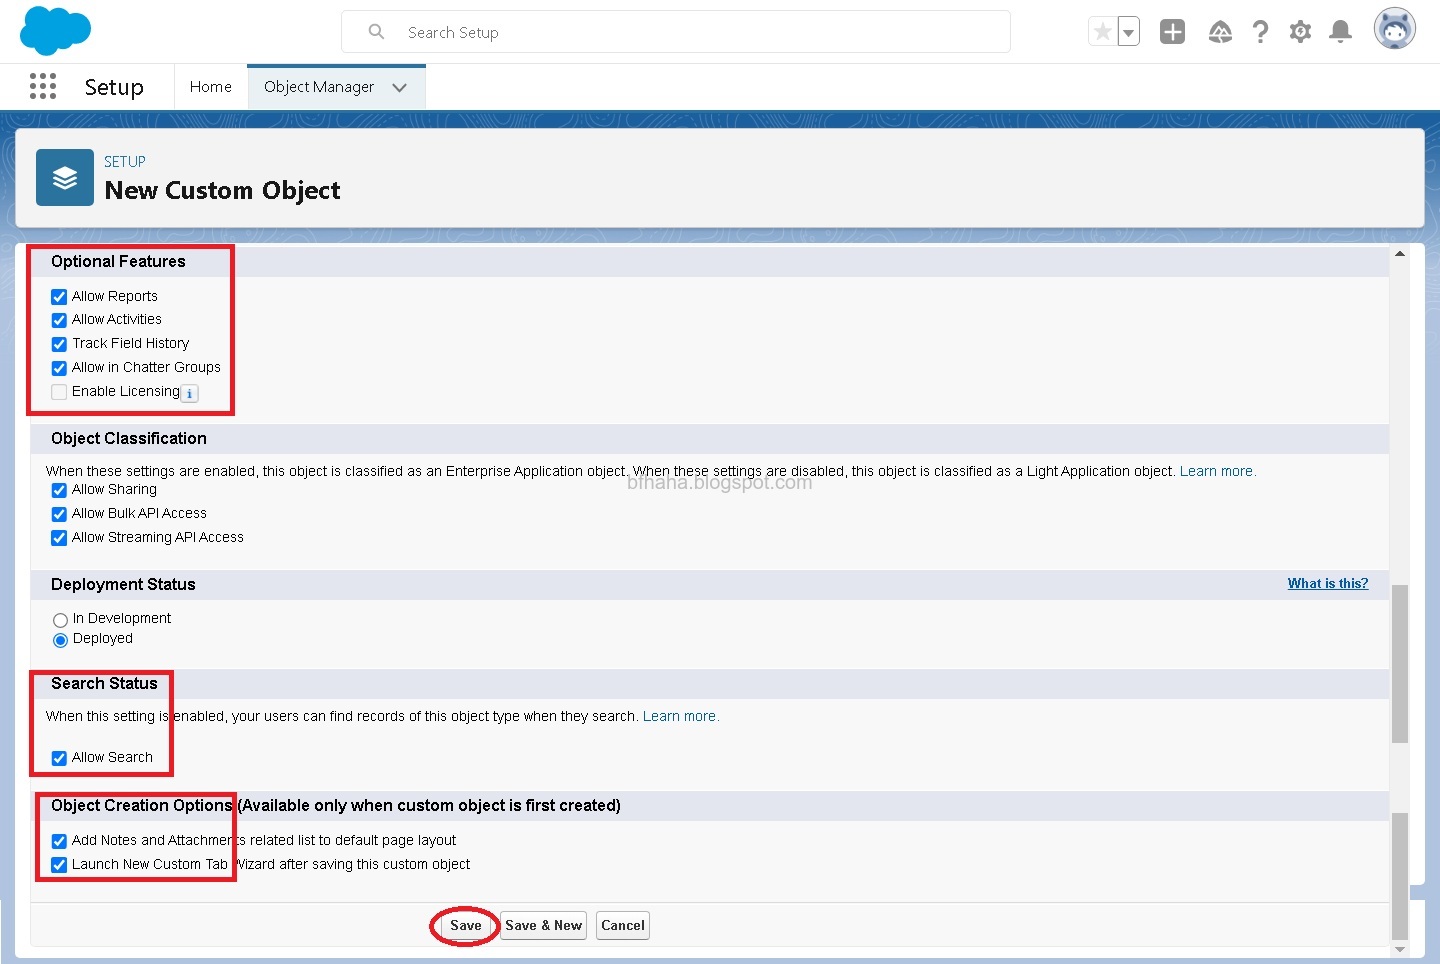 Search Setup
Setup
Home
Object Manager
SETUP
New Custom Object
Optional Features
Allow Reports
Allow Activities
Track Field History
Allow in Chatter Groups
Enable Licensing i
Object Classification
When these settings are enabled, this object is classified as an Enterprise Application object. When these settings are disabled, this object is classified as a Light Application object. Learn more.
bfhaha.blogspot.com
Allow Sharing
Allow Bulk API Access
Allow Streaming API Access
Deployment Status
What is this?
In Development
Deployed
Search Status
When this setting is enabled, your users can find records of this object type when they search. Learn more.
Allow Search
Object Creation Options (Available only when custom object is first created)
Add Notes and Attachments related list to default page layout
Launch New Custom Tab Wizard after saving this custom object
Save
Save & New
Cancel